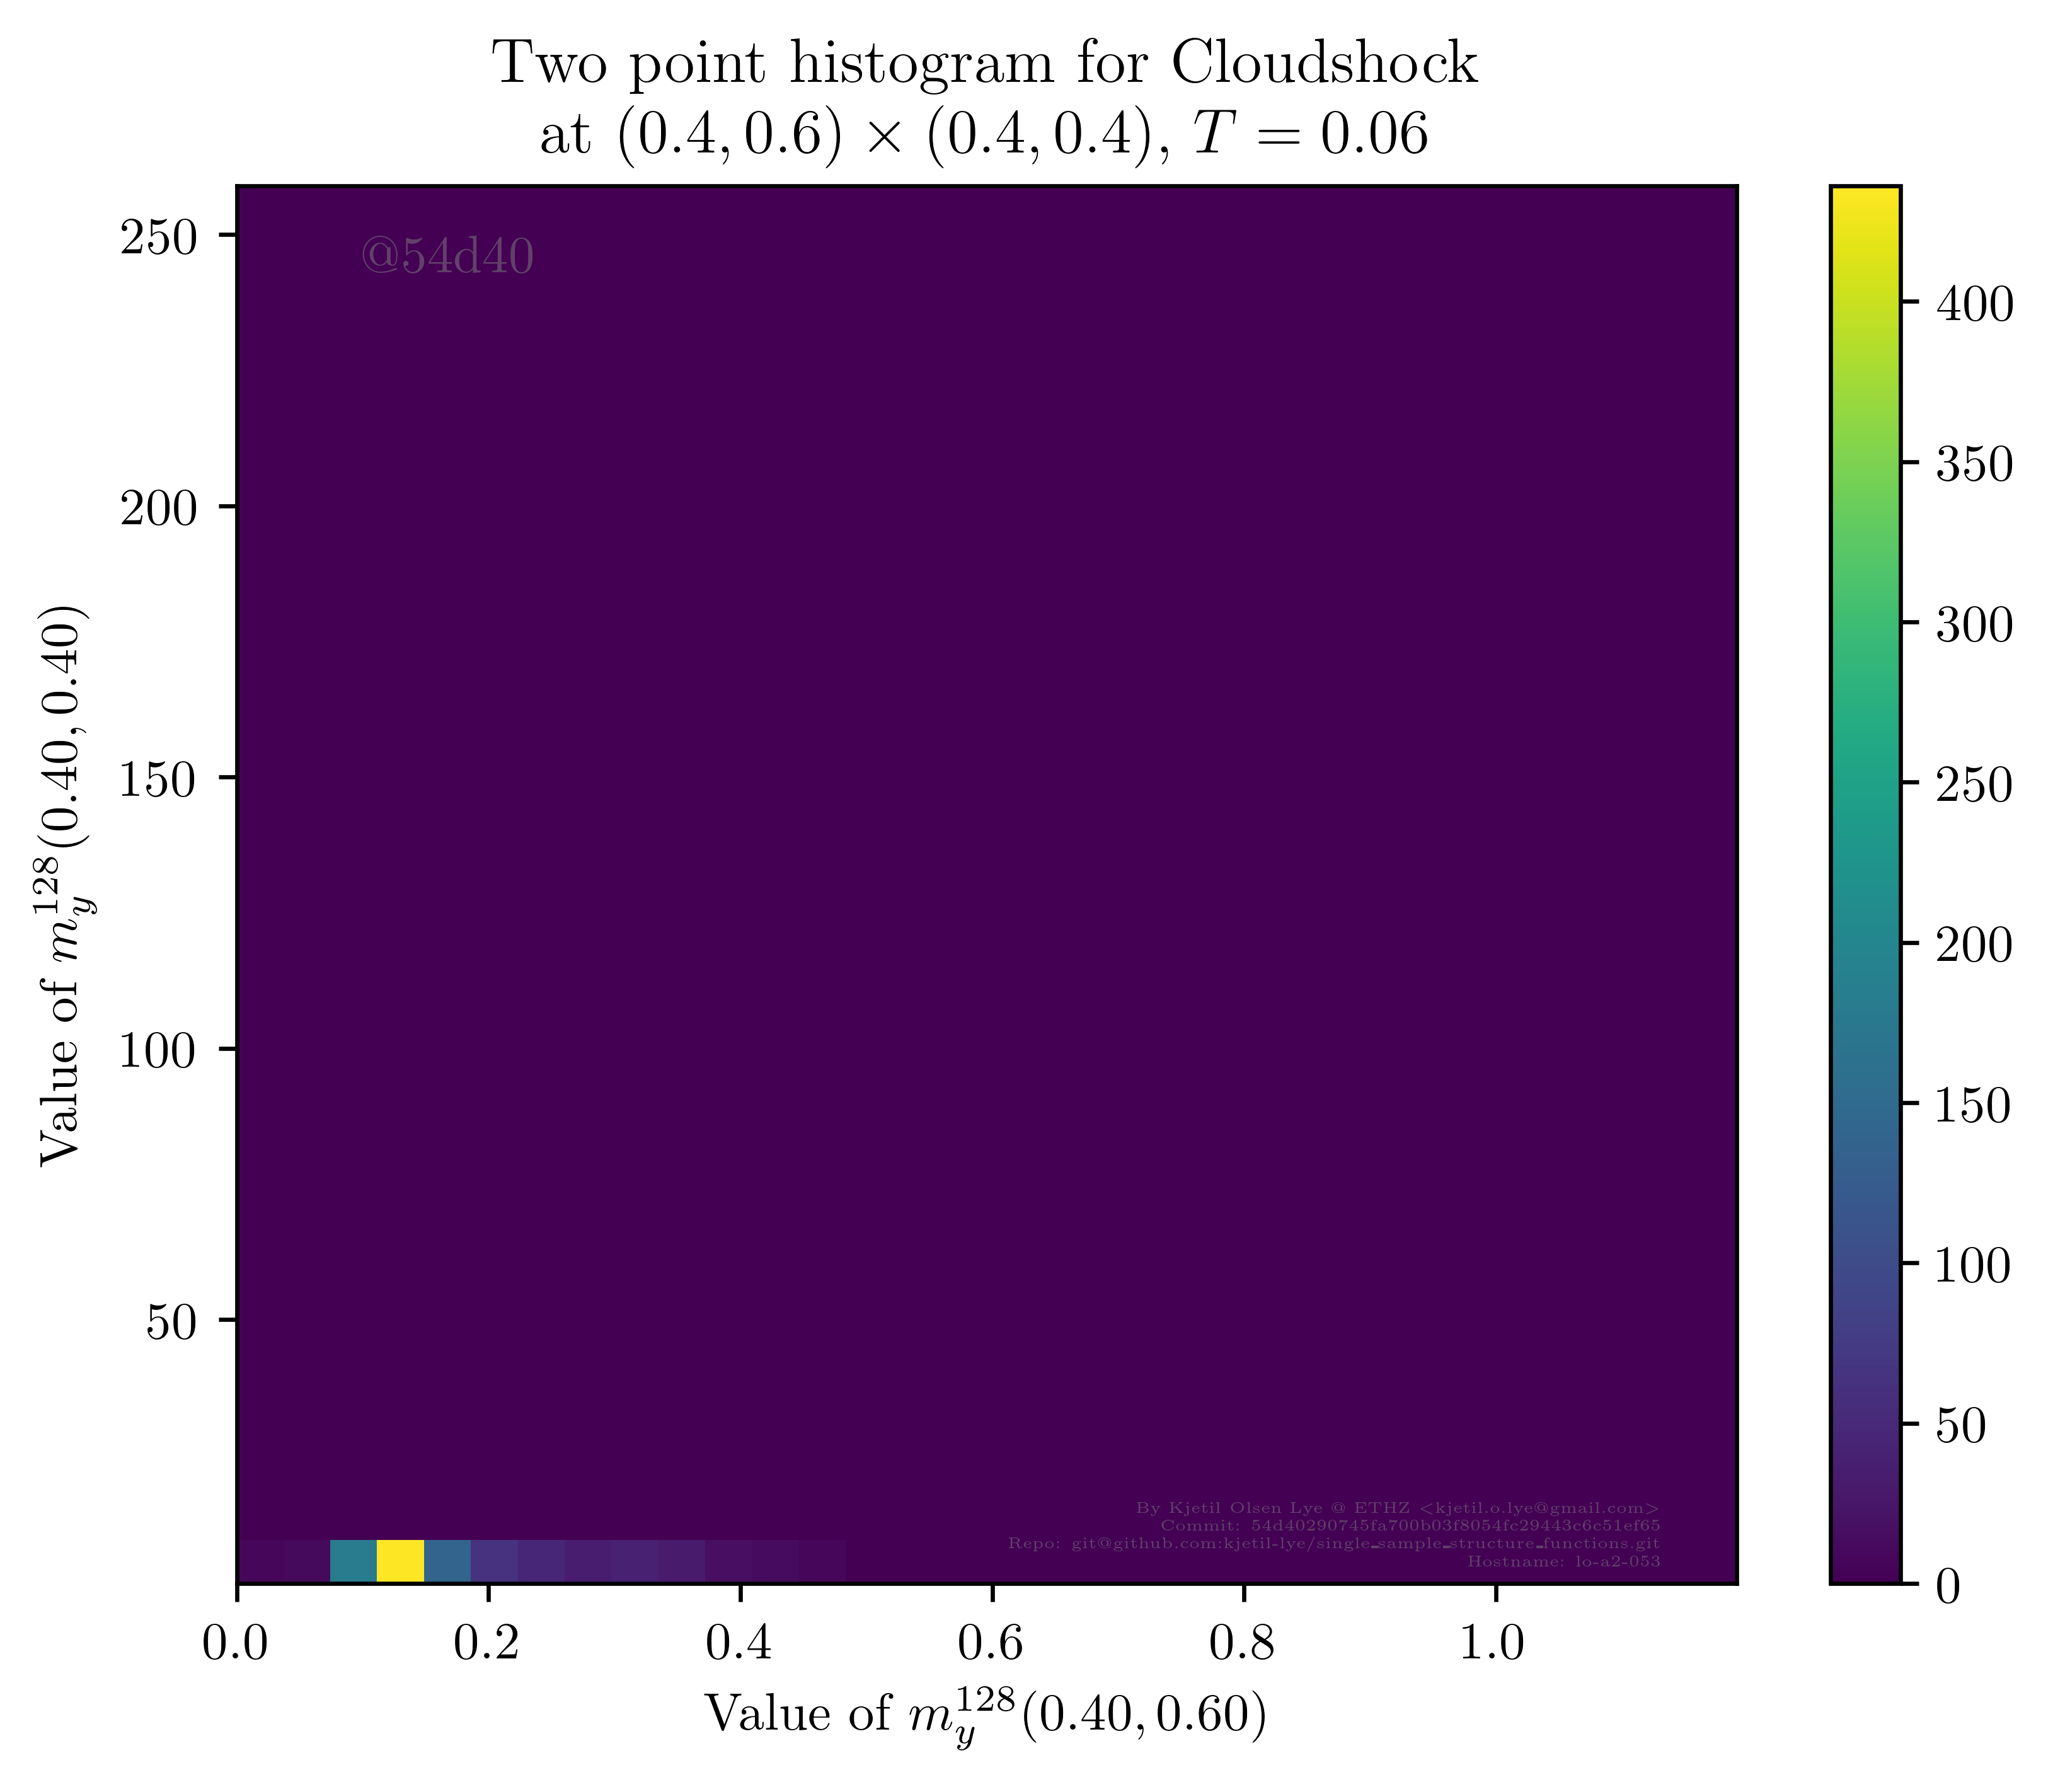 Two point histogram for Cloudshock
at (0.4, 0.6) × (0.4, 0.4), T = 0.06
@54d40
250
200
150
100
50
Value of m_y^128(0.40, 0.40)
By Kjetil Olsen Lye @ ETHZ <kjetil.o.lye@gmail.com>
Commit: 54d40290745fa700b03f8054fc29443c6c51ef65
Repo: git@github.com:kjetil-lye/single_sample_structure_functions.git
Hostname: lo-a2-053
0.0 0.2 0.4 0.6 0.8 1.0
Value of m_y^128(0.40, 0.60)
400
350
300
250
200
150
100
50
0